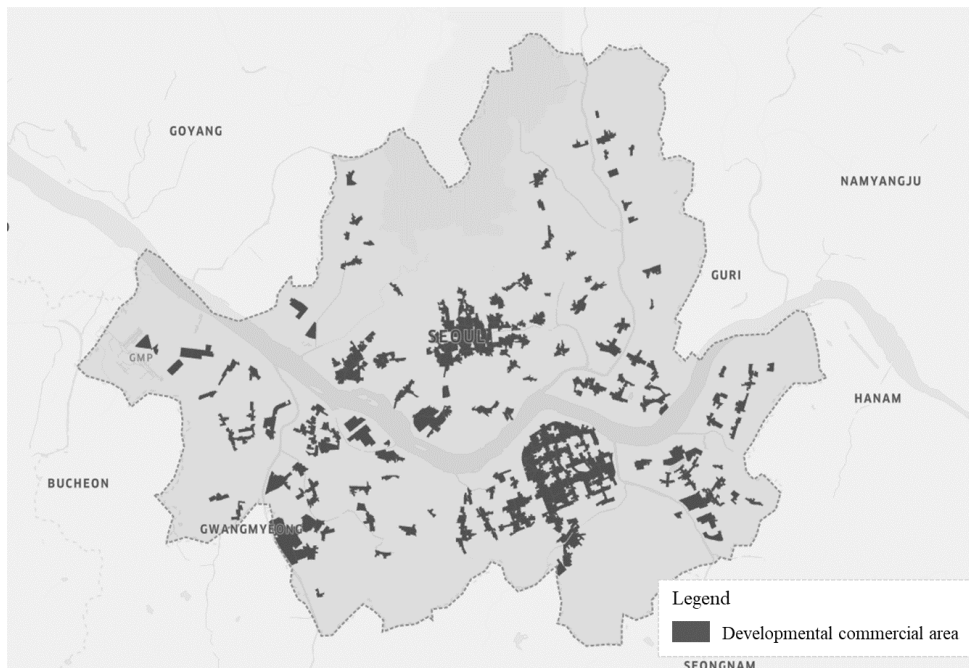 GOYANG
NAMYANGJU
GURI
SEOUL
GMP
HANAM
BUCHEON
GWANGMYEONG
Legend
Developmental commercial area
SEONGNAM